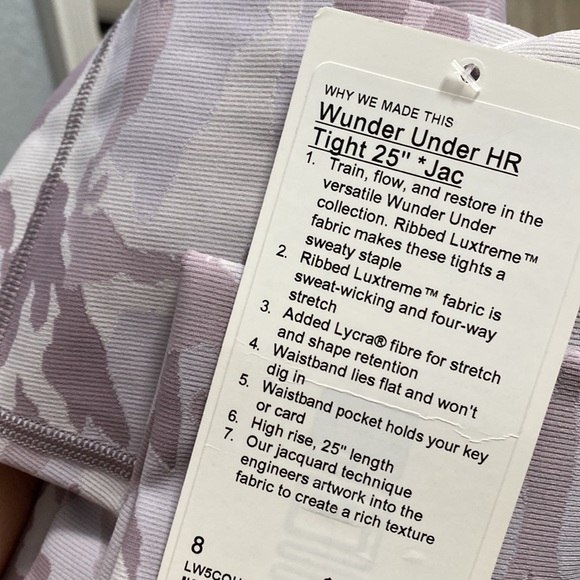 WHY WE MADE THIS
Wunder Under HR
Tight 25" *Jac
1. Train, flow, and restore in the
versatile Wunder Under
collection. Ribbed Luxtreme™
fabric makes these tights a
sweaty staple
2. Ribbed Luxtreme™ fabric is
sweat-wicking and four-way
stretch
3. Added Lycra® fibre for stretch
and shape retention
4. Waistband lies flat and won't
dig in
5. Waistband pocket holds your key
or card
6. High rise, 25" length
7. Our jacquard technique
engineers artwork into the
fabric to create a rich texture
8